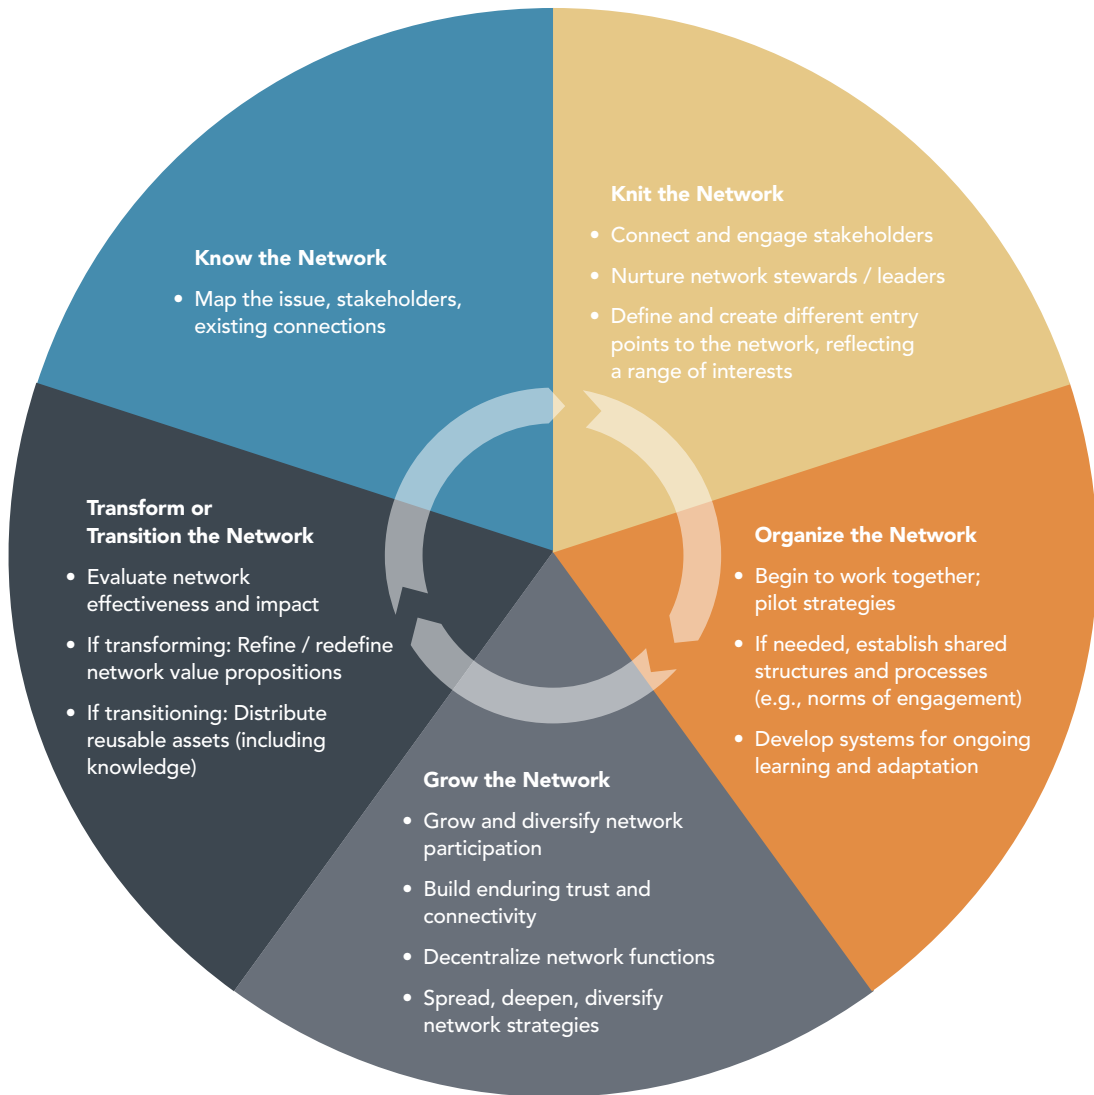 Know the Network
• Map the issue, stakeholders,
existing connections
Knit the Network
• Connect and engage stakeholders
• Nurture network stewards / leaders
• Define and create different entry
points to the network, reflecting
a range of interests
Organize the Network
• Begin to work together;
pilot strategies
• If needed, establish shared
structures and processes
(e.g., norms of engagement)
• Develop systems for ongoing
learning and adaptation
Grow the Network
• Grow and diversify network
participation
• Build enduring trust and
connectivity
• Decentralize network functions
• Spread, deepen, diversify
network strategies
Transform or
Transition the Network
• Evaluate network
effectiveness and impact
• If transforming: Refine / redefine
network value propositions
• If transitioning: Distribute
reusable assets (including
knowledge)